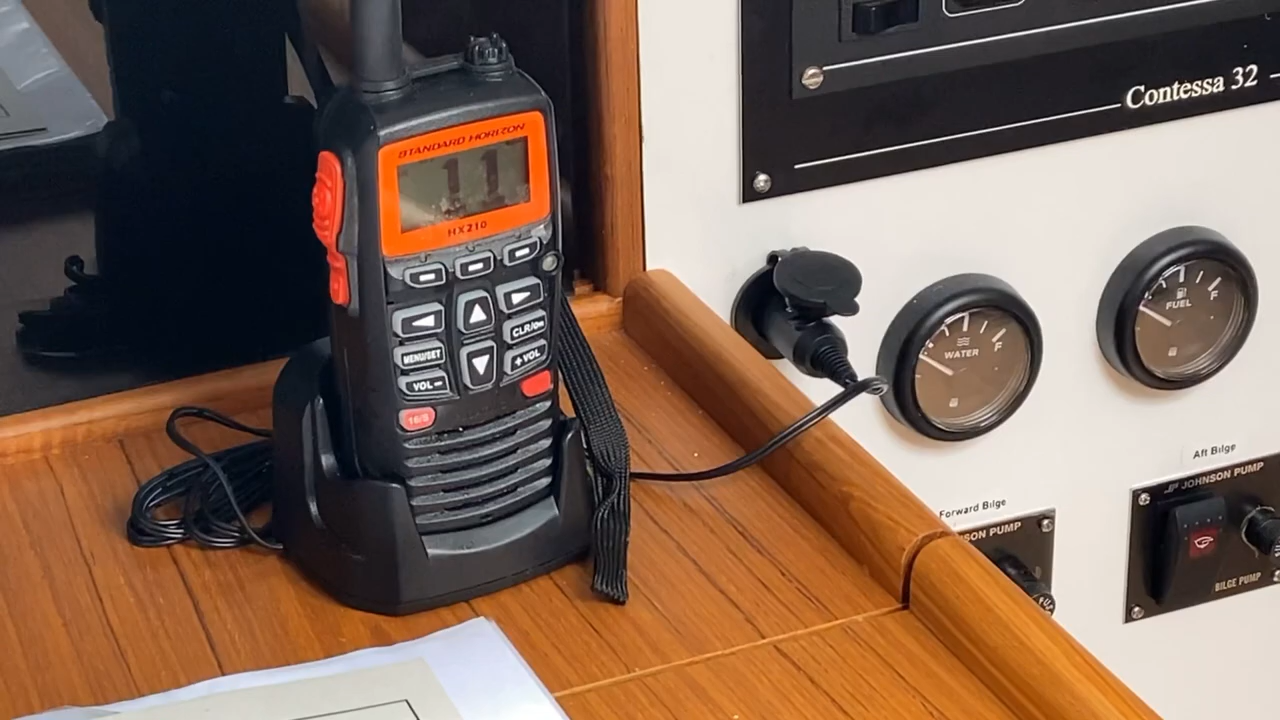 Contessa 32
STANDARD HORIZON
11
HX210
CLR/
MENU/SET
+VOL
VOL−
16/S
WATER
F
FUEL
F
Aft Bilge
JOHNSON PUMP
BILGE PUMP
Forward Bilge
PUMP